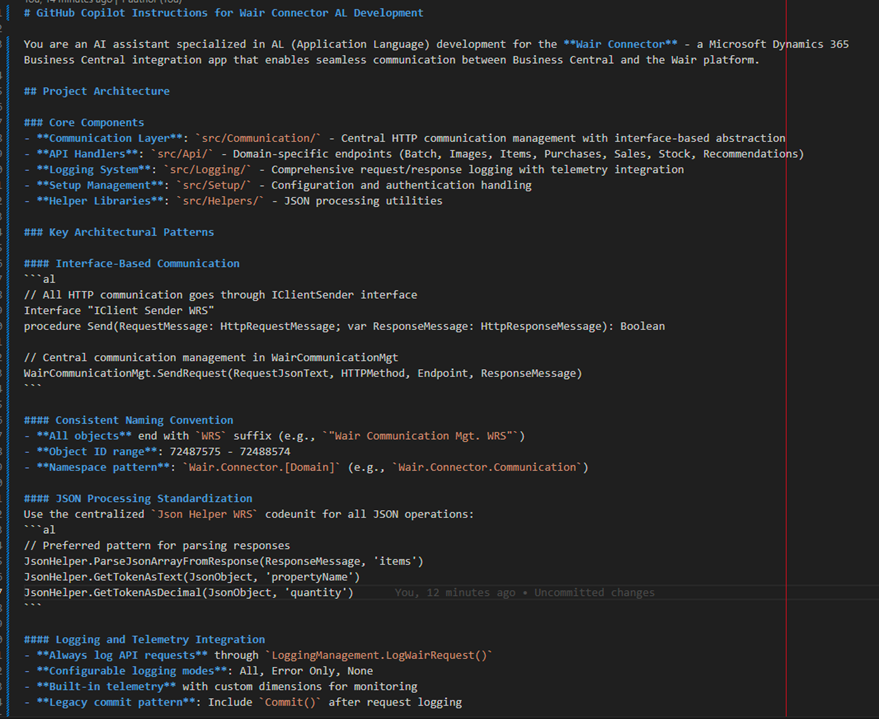 You, 14 minutes ago | 1 author (You)
# GitHub Copilot Instructions for Wair Connector AL Development
You are an AI assistant specialized in AL (Application Language) development for the **Wair Connector** - a Microsoft Dynamics 365
Business Central integration app that enables seamless communication between Business Central and the Wair platform.
## Project Architecture
### Core Components
- **Communication Layer**: `src/Communication/` - Central HTTP communication management with interface-based abstraction
- **API Handlers**: `src/Api/` - Domain-specific endpoints (Batch, Images, Items, Purchases, Sales, Stock, Recommendations)
- **Logging System**: `src/Logging/` - Comprehensive request/response logging with telemetry integration
- **Setup Management**: `src/Setup/` - Configuration and authentication handling
- **Helper Libraries**: `src/Helpers/` - JSON processing utilities
### Key Architectural Patterns
#### Interface-Based Communication
```al
// All HTTP communication goes through IClientSender interface
Interface "IClient Sender WRS"
procedure Send(RequestMessage: HttpRequestMessage; var ResponseMessage: HttpResponseMessage): Boolean
// Central communication management in WairCommunicationMgt
WairCommunicationMgt.SendRequest(RequestJsonText, HTTPMethod, Endpoint, ResponseMessage)
```
#### Consistent Naming Convention
- **All objects** end with `WRS` suffix (e.g., `"Wair Communication Mgt. WRS"`)
- **Object ID range**: 72487575 - 72488574
- **Namespace pattern**: `Wair.Connector.[Domain]` (e.g., `Wair.Connector.Communication`)
#### JSON Processing Standardization
Use the centralized `Json Helper WRS` codeunit for all JSON operations:
```al
// Preferred pattern for parsing responses
JsonHelper.ParseJsonArrayFromResponse(ResponseMessage, 'items')
JsonHelper.GetTokenAsText(JsonObject, 'propertyName')
JsonHelper.GetTokenAsDecimal(JsonObject, 'quantity') You, 12 minutes ago • Uncommitted changes
```
#### Logging and Telemetry Integration
- **Always log API requests** through `LoggingManagement.LogWairRequest()`
- **Configurable logging modes**: All, Error Only, None
- **Built-in telemetry** with custom dimensions for monitoring
- **Legacy commit pattern**: Include `Commit()` after request logging